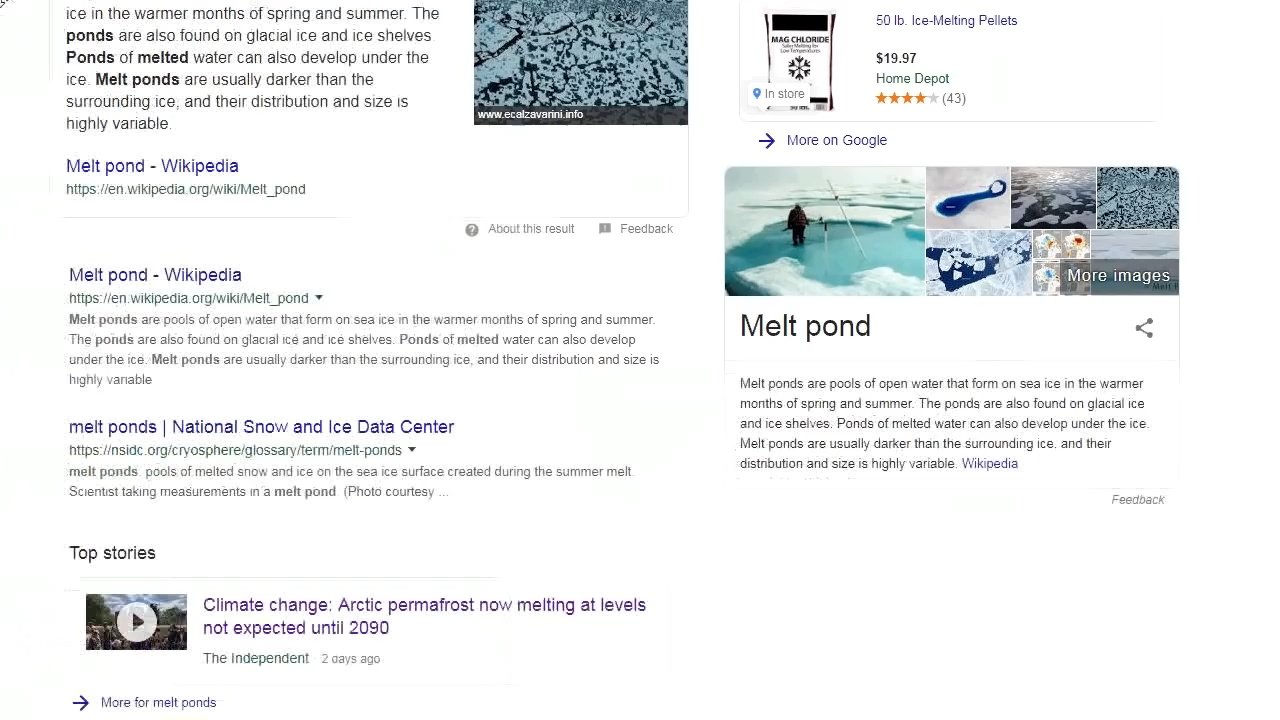 ice in the warmer months of spring and summer. The
ponds are also found on glacial ice and ice shelves
Ponds of melted water can also develop under the
ice. Melt ponds are usually darker than the
surrounding ice, and their distribution and size is
highly variable.
www.ecalzavarini.info
Melt pond - Wikipedia
https://en.wikipedia.org/wiki/Melt_pond
About this result
Feedback
Melt pond - Wikipedia
https://en.wikipedia.org/wiki/Melt_pond
Melt ponds are pools of open water that form on sea ice in the warmer months of spring and summer.
The ponds are also found on glacial ice and ice shelves. Ponds of melted water can also develop
under the ice. Melt ponds are usually darker than the surrounding ice, and their distribution and size is
highly variable
melt ponds | National Snow and Ice Data Center
https://nsidc.org/cryosphere/glossary/term/melt-ponds
melt ponds pools of melted snow and ice on the sea ice surface created during the summer melt.
Scientist taking measurements in a melt pond (Photo courtesy ...
Top stories
Climate change: Arctic permafrost now melting at levels
not expected until 2090
The Independent 2 days ago
More for melt ponds
MAG CHLORIDE
In store
50 lb. Ice-Melting Pellets
$19.97
Home Depot
(43)
More on Google
More images
Melt pond
Melt ponds are pools of open water that form on sea ice in the warmer
months of spring and summer. The ponds are also found on glacial ice
and ice shelves. Ponds of melted water can also develop under the ice.
Melt ponds are usually darker than the surrounding ice. and their
distribution and size is highly variable. Wikipedia
Feedback